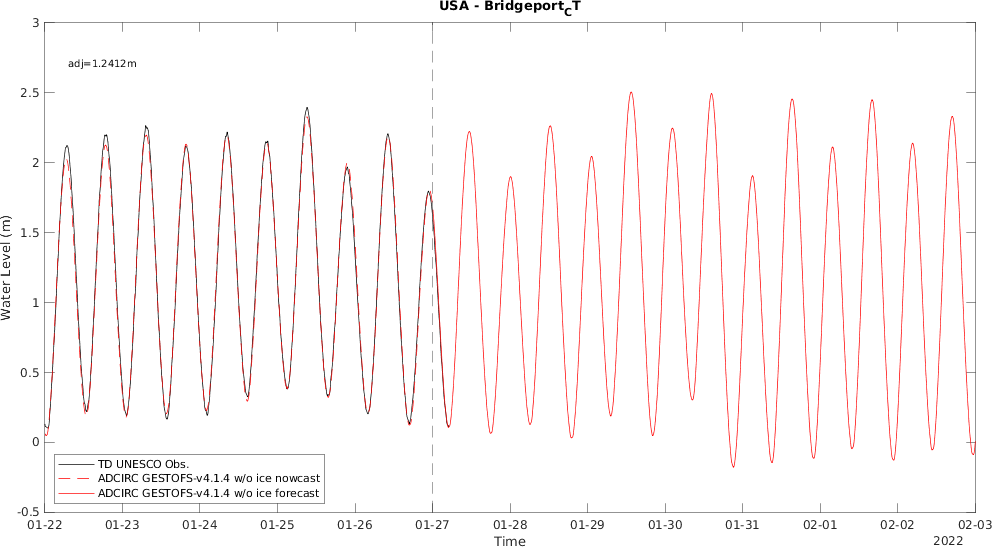 USA - Bridgeport_CT
adj=1.2412m
3
2.5
2
1.5
1
0.5
0
-0.5
Water Level (m)
TD UNESCO Obs.
ADCIRC GESTOFS-v4.1.4 w/o ice nowcast
ADCIRC GESTOFS-v4.1.4 w/o ice forecast
01-22 01-23 01-24 01-25 01-26 01-27 01-28 01-29 01-30 01-31 02-01 02-02 02-03
Time
2022